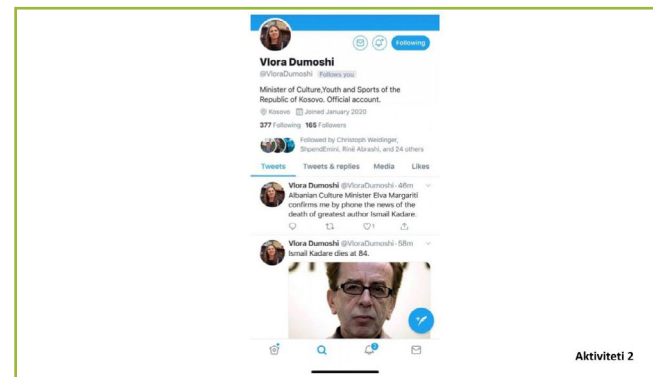 Following
Vlora Dumoshi
@VloraDumoshi Follows you
Minister of Culture,Youth and Sports of the
Republic of Kosovo. Official account.
Kosovo Joined January 2020
377 Following 165 Followers
Followed by Christoph Weidinger,
ShpendEmini, Rinë Abrashi, and 24 others
Tweets Tweets & replies Media Likes
Vlora Dumoshi @VloraDumoshi · 46m
Albanian Culture Minister Elva Margariti
confirms me by phone the news of the
death of greatest author Ismail Kadare.
1
Vlora Dumoshi @VloraDumoshi · 58m
Ismail Kadare dies at 84.
Aktiviteti 2